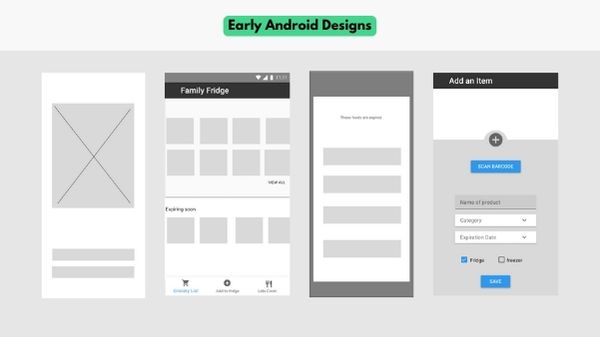 Early Android Designs
Family Fridge
VIEW ALL
Expiring soon
Grocery List
Add to fridge
Let's Cook!
These foods are expired
Add an Item
SCAN BARCODE
Name of product
Category
Expiration Date
Fridge
freezer
SAVE